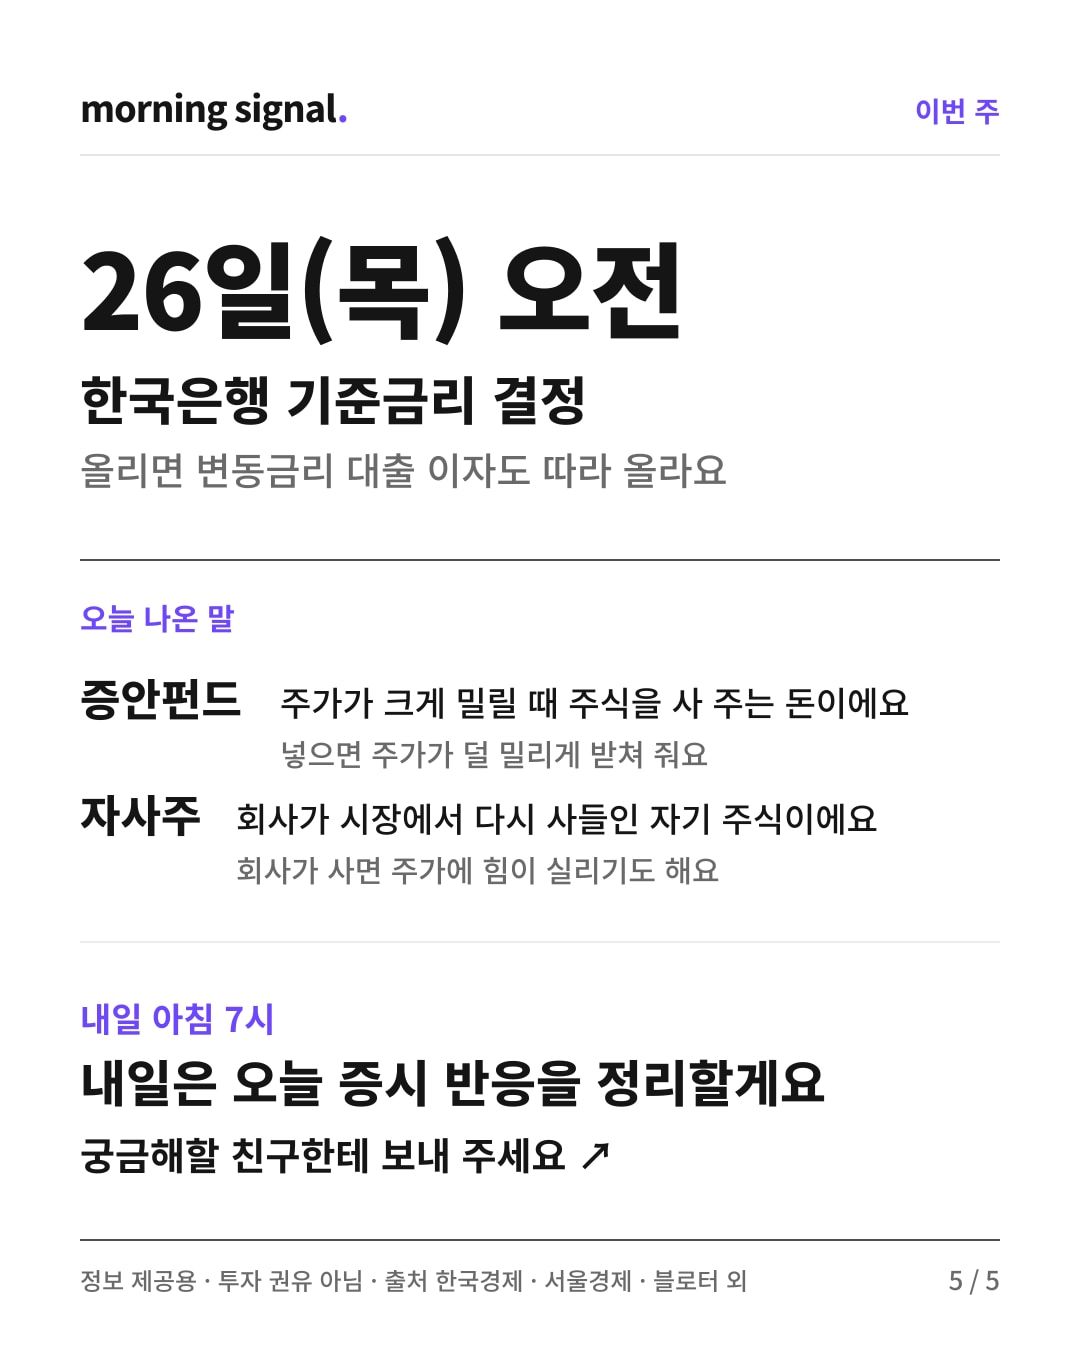 morning signal.
이번 주
26일(목) 오전
한국은행 기준금리 결정
올리면 변동금리 대출 이자도 따라 올라요
오늘 나온 말
증안펀드 주가가 크게 밀릴 때 주식을 사 주는 돈이에요
넣으면 주가가 덜 밀리게 받쳐 줘요
자사주 회사가 시장에서 다시 사들인 자기 주식이에요
회사가 사면 주가에 힘이 실리기도 해요
내일 아침 7시
내일은 오늘 증시 반응을 정리할게요
궁금해할 친구한테 보내 주세요 ↗
정보 제공용 · 투자 권유 아님 · 출처 한국경제 · 서울경제 · 블로터 외
5 / 5